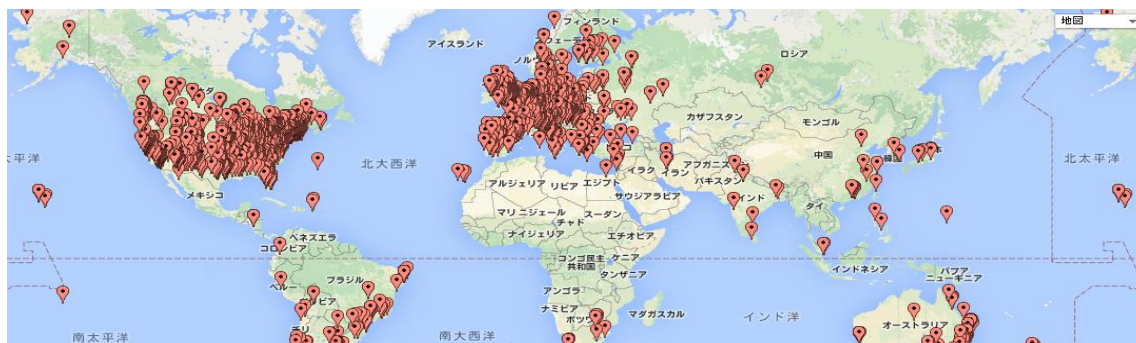 地図
フィンランド
アイスランド
ロシア
カザフスタン
モンゴル
太平洋
北大西洋
中国
韓国
北太平洋
イラク
イラン
アフガニス
パキスタン
アルジェリア
リビア
エジプト
サウジアラビア
インド
メキシコ
マリ
ニジェール
チャド
スーダン
タイ
ナイジェリア
エチオピア
ベネズエラ
コロンビア
コンゴ民主
共和国
ケニア
タンザニア
インドネシア
パプア
ニューギニア
ブラジル
ペルー
アンゴラ
ナミビア
ボツワ
マダガスカル
インド洋
オーストラリア
チリ
南太平洋
南大西洋